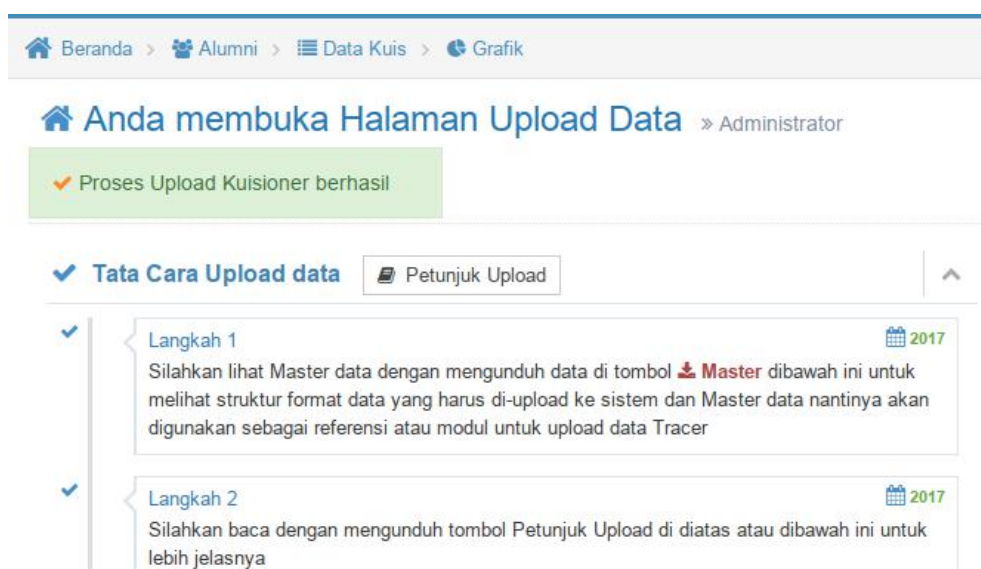 Beranda > Alumni > Data Kuis > Grafik
Anda membuka Halaman Upload Data » Administrator
Proses Upload Kuisioner berhasil
Tata Cara Upload data Petunjuk Upload
Langkah 1 2017
Silahkan lihat Master data dengan mengunduh data di tombol Master dibawah ini untuk
melihat struktur format data yang harus di-upload ke sistem dan Master data nantinya akan
digunakan sebagai referensi atau modul untuk upload data Tracer
Langkah 2 2017
Silahkan baca dengan mengunduh tombol Petunjuk Upload di diatas atau dibawah ini untuk
lebih jelasnya